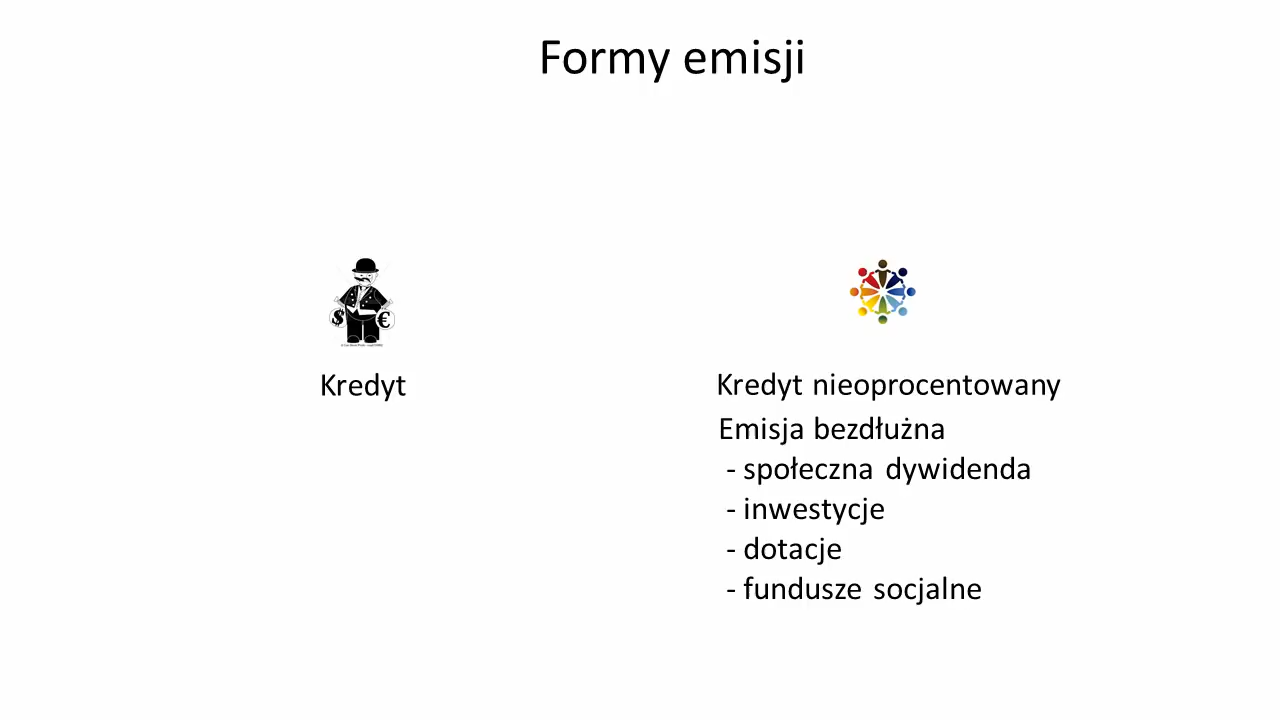 Formy emisji
$ €
Kredyt
Kredyt nieoprocentowany
Emisja bezdłużna
- społeczna dywidenda
- inwestycje
- dotacje
- fundusze socjalne